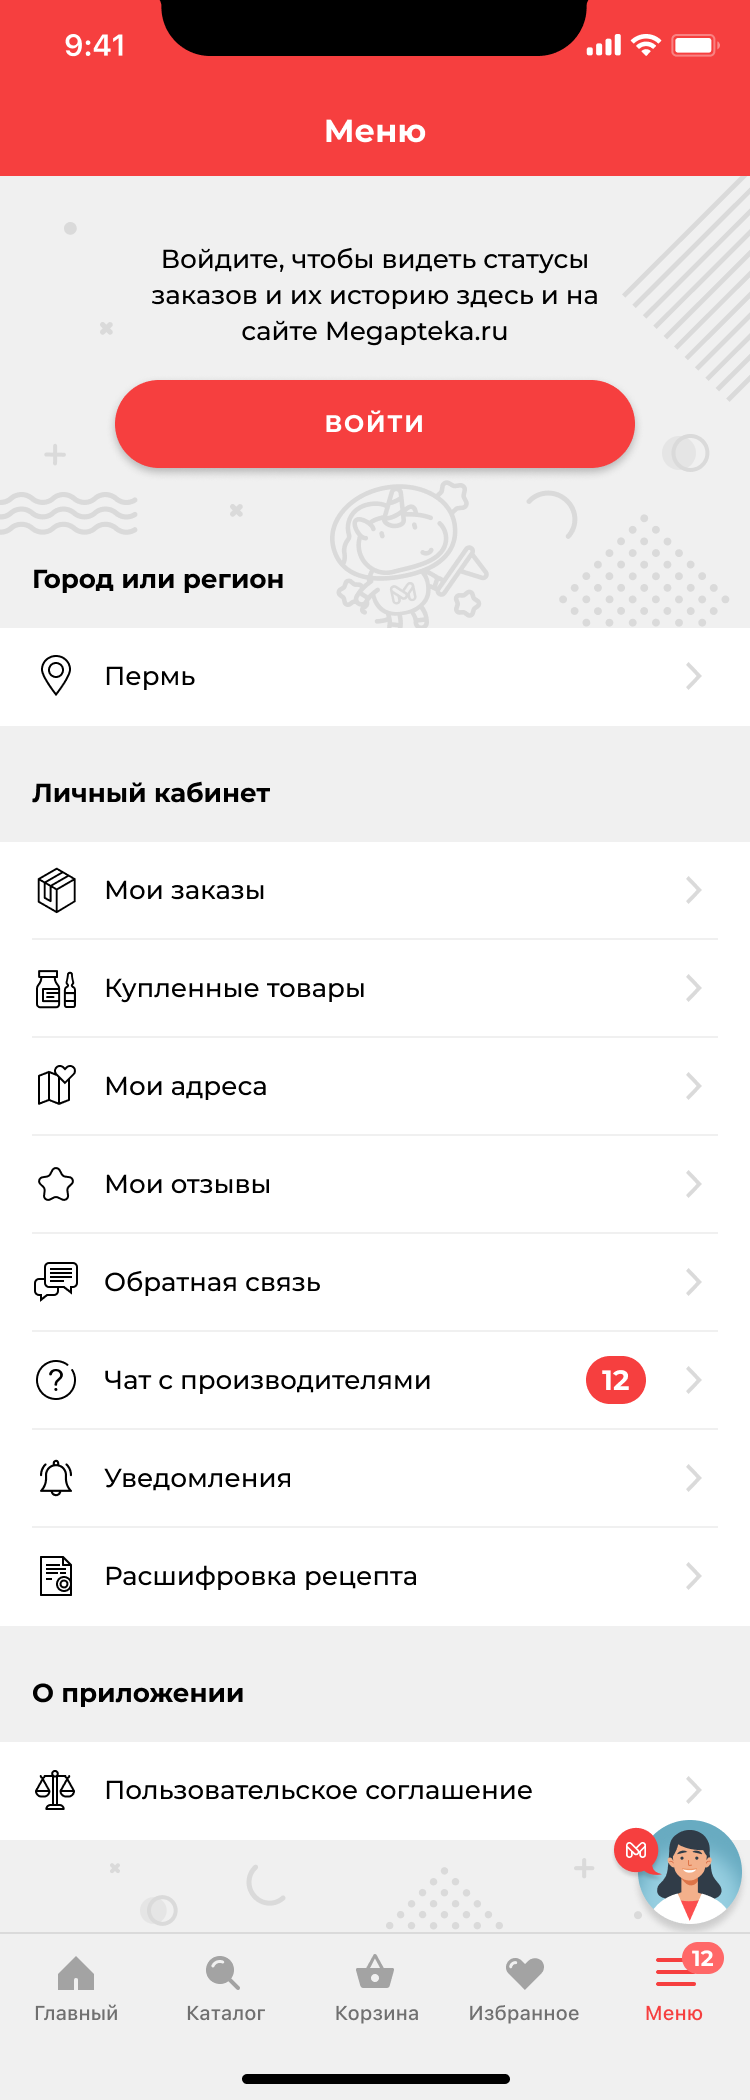 9:41
Меню
Войдите, чтобы видеть статусы
заказов и их историю здесь и на
сайте Megapteka.ru
ВОЙТИ
Город или регион
Пермь
Личный кабинет
Мои заказы
Купленные товары
Мои адреса
Мои отзывы
Обратная связь
Чат с производителями 12
Уведомления
Расшифровка рецепта
О приложении
Пользовательское соглашение
12
Главный Каталог Корзина Избранное Меню